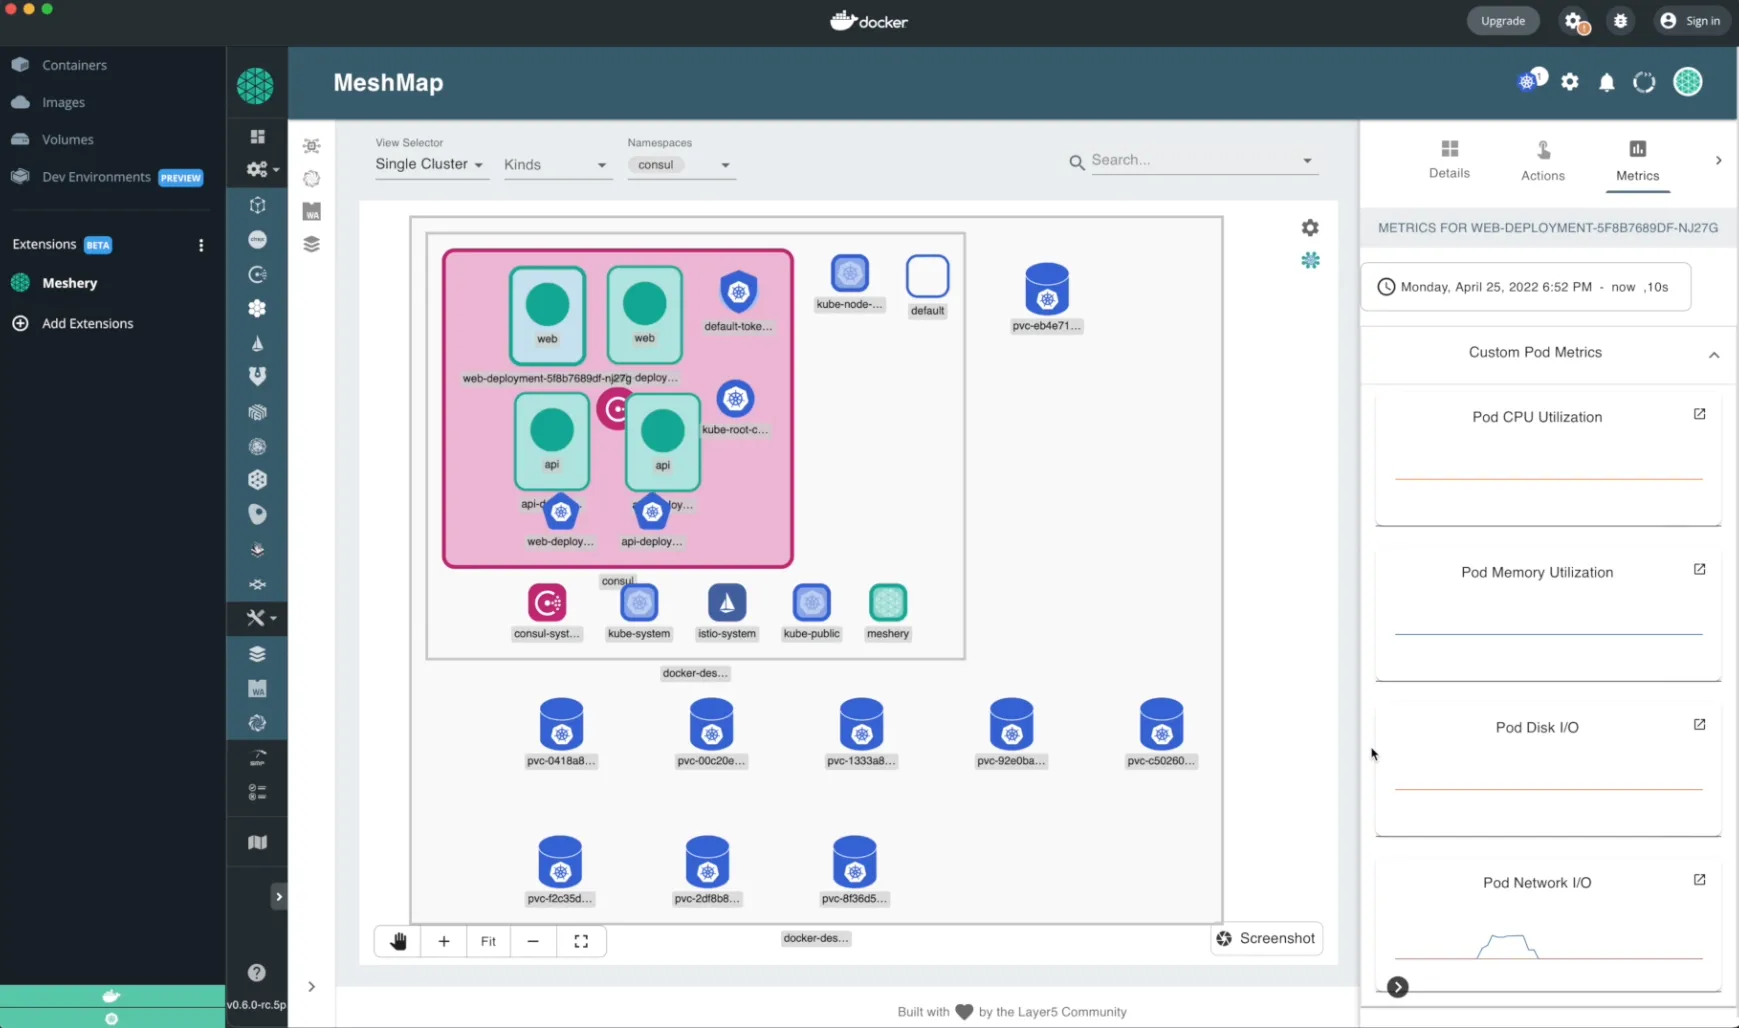 docker
Upgrade
Sign in
Containers
Images
Volumes
Dev Environments PREVIEW
Extensions BETA
Meshery
Add Extensions
v0.6.0-rc.5p
MeshMap
1
View Selector
Single Cluster
Kinds
Namespaces
consul
Search...
WA
WA
SMP
web
web
default-toke...
kube-node-...
default
pvc-eb4e71...
web-deployment-5f8b7689df-nj27g
deploy...
kube-root-c...
api
api
web-deploy...
api-deploy...
consul
consul-syst...
kube-system
istio-system
kube-public
meshery
docker-des...
pvc-0418a8...
pvc-00c20e...
pvc-1333a8...
pvc-92e0ba...
pvc-c50260...
pvc-f2c35d...
pvc-2df8b8...
pvc-8f36d5...
docker-des...
+
Fit
−
Screenshot
Built with by the Layer5 Community
Details
Actions
Metrics
METRICS FOR WEB-DEPLOYMENT-5F8B7689DF-NJ27G
Monday, April 25, 2022 6:52 PM - now ,10s
Custom Pod Metrics
Pod CPU Utilization
Pod Memory Utilization
Pod Disk I/O
Pod Network I/O